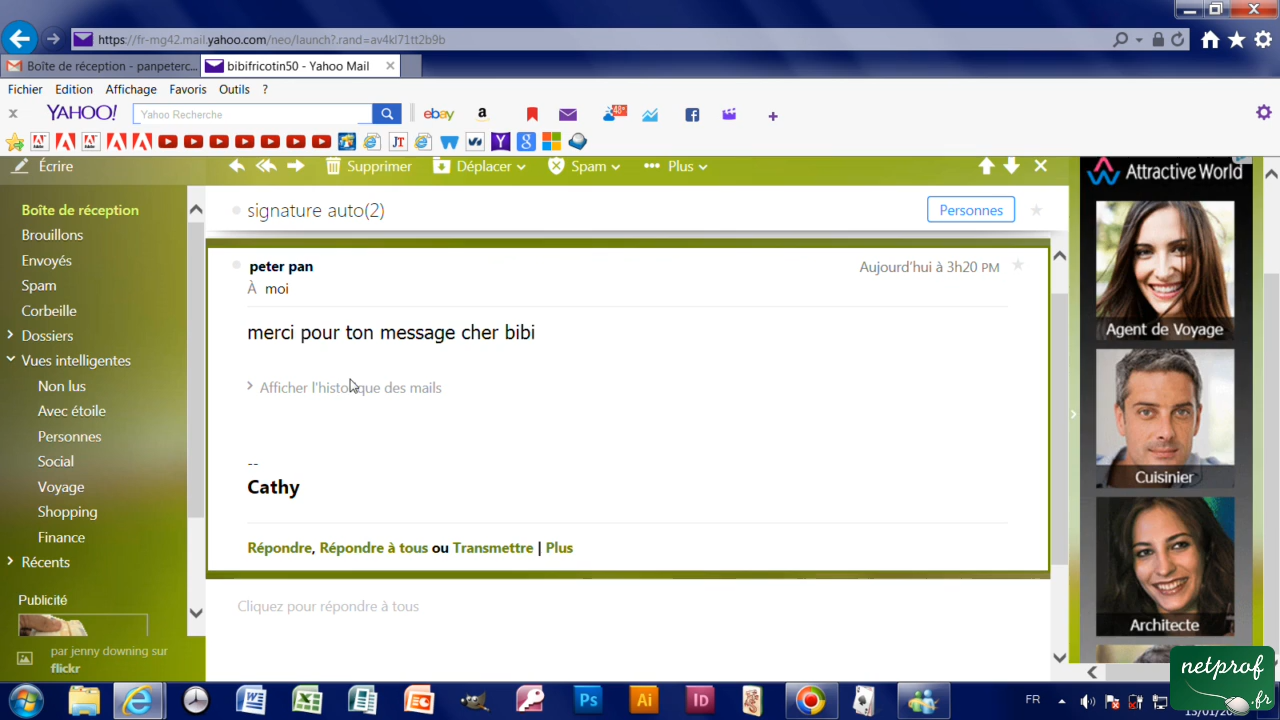 https://fr-mg42.mail.yahoo.com/neo/launch?.rand=av4kl71tt2b9b
Boîte de réception - panpeterc...
bibifricotin50 - Yahoo Mail
Fichier Edition Affichage Favoris Outils ?
YAHOO! Yahoo Recherche ebay a
JT
Écrire
Supprimer Déplacer Spam Plus
Attractive World
Boîte de réception
signature auto(2)
Personnes
Brouillons
Envoyés
Spam
Corbeille
Dossiers
Vues intelligentes
Non lus
Avec étoile
Personnes
Social
Voyage
Shopping
Finance
Récents
Publicité
par jenny downing sur
flickr
peter pan
Aujourd'hui à 3h20 PM
À moi
merci pour ton message cher bibi
Afficher l'historique des mails
--
Cathy
Répondre, Répondre à tous ou Transmettre | Plus
Cliquez pour répondre à tous
Agent de Voyage
Cuisinier
Architecte
netprof
.fr
Ps Ai Id
FR